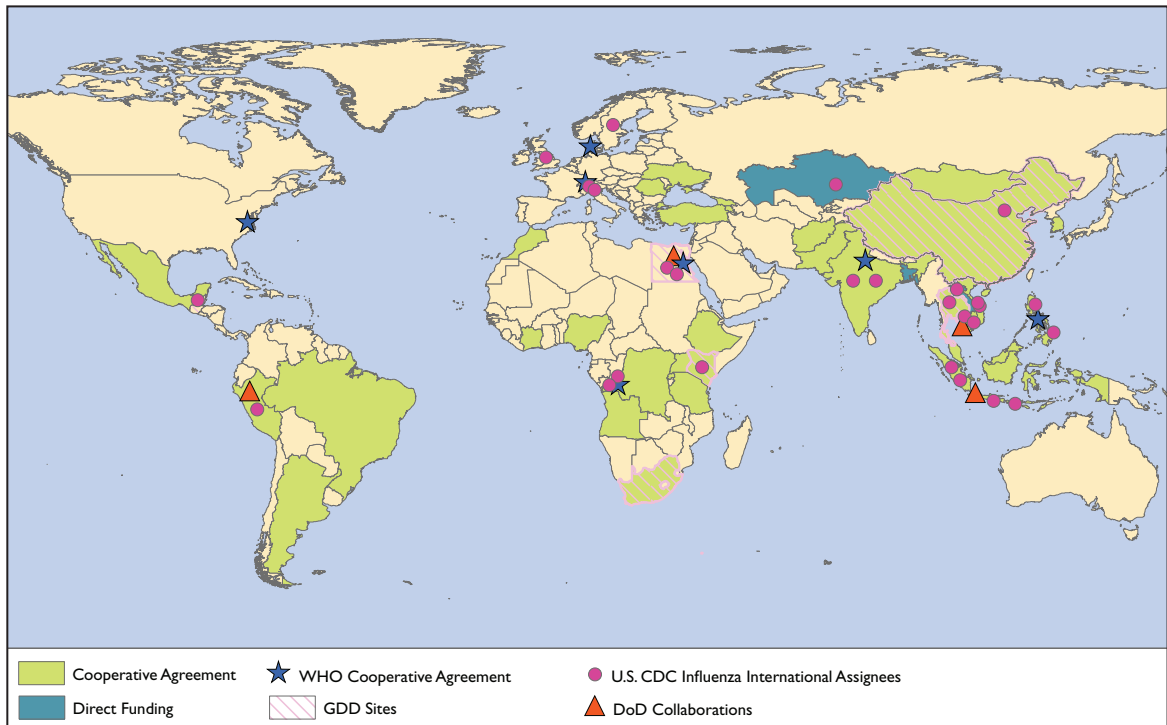 Cooperative Agreement
WHO Cooperative Agreement
U.S. CDC Influenza International Assignees
Direct Funding
GDD Sites
DoD Collaborations